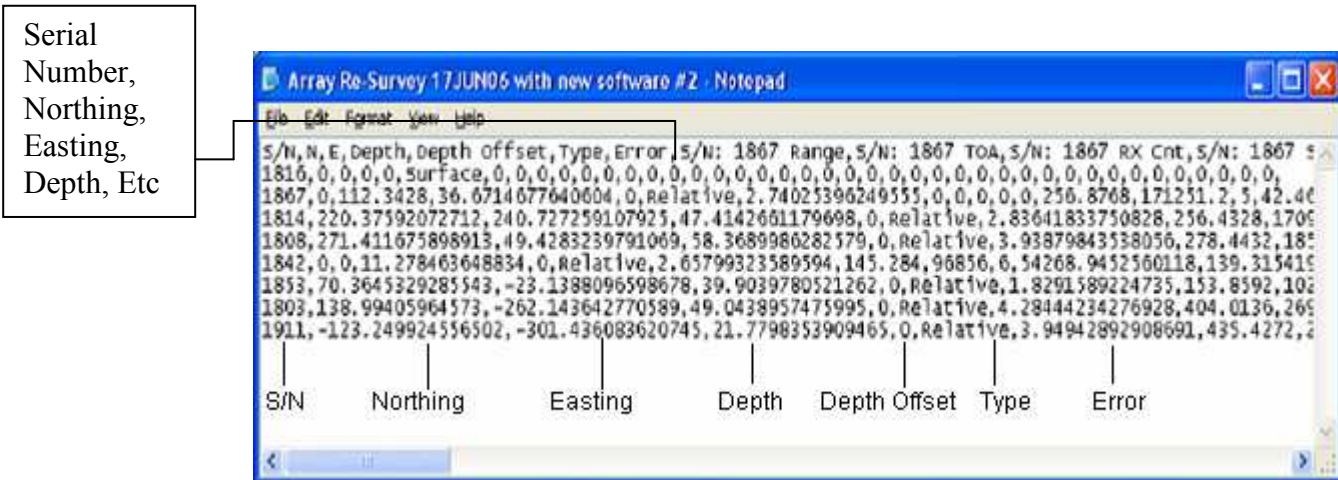 Serial
Number,
Northing,
Easting,
Depth, Etc
Array Re-Survey 17JUN06 with new software #2 - Notepad
File Edit Format View Help
S/N,N,E,Depth,Depth Offset,Type,Error,S/N: 1867 Range,S/N: 1867 TOA,S/N: 1867 RX Cnt,S/N: 1867 S
1816,0,0,0,0,Surface,0,0,0,0,0,0,0,0,0,0,0,0,0,0,0,0,0,0,0,0,0,0,0,0,0,0,0,0,0,
1867,0,112.3428,36.6714677640604,0,Relative,2.74025396249555,0,0,0,0,0,256.8768,171251.2,5,42.46
1814,220.37592072712,240.727259107925,47.4142661179698,0,Relative,2.83641833750828,256.4328,1709
1808,271.411675898913,49.4283239791069,58.3689986282579,0,Relative,3.93879843538056,278.4432,185
1842,0,0,11.278463648834,0,Relative,2.65799323589594,145.284,96856,6,54268.9452560118,139.315419
1853,70.3645329285543,-23.1388096598678,39.9039780521262,0,Relative,1.8291589224735,153.8592,102
1803,138.99405964573,-262.143642770589,49.0438957475995,0,Relative,4.28444234276928,404.0136,269
1911,-123.249924556502,-301.436083620745,21.7798353909465,0,Relative,3.94942892908691,435.4272,2
S/N Northing Easting Depth Depth Offset Type Error